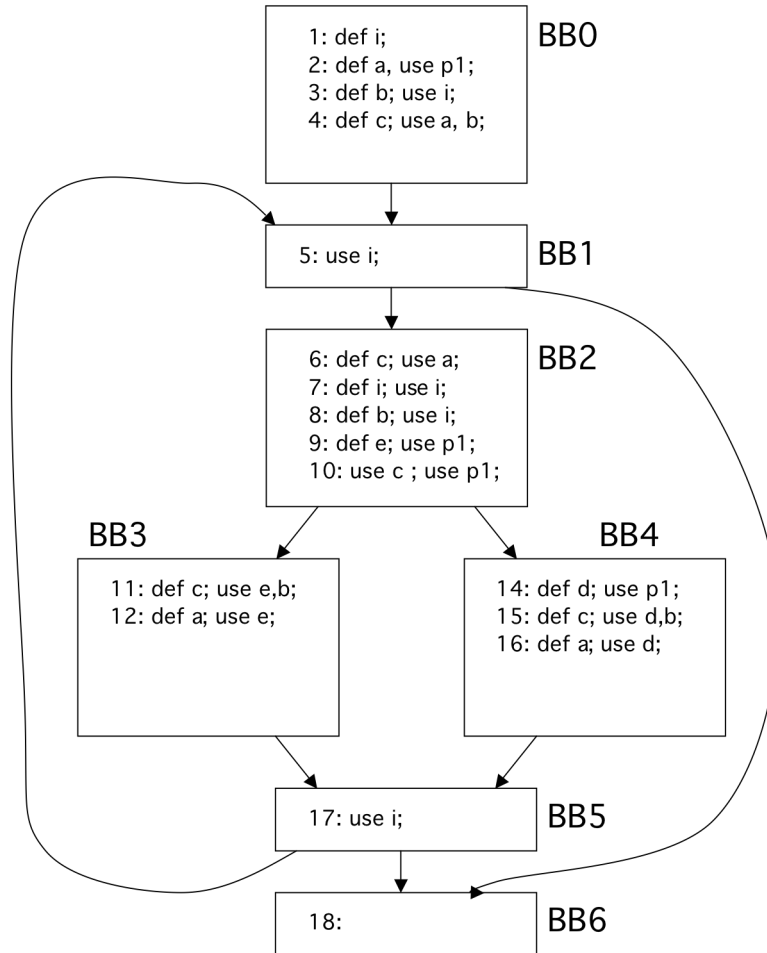 1: def i;
2: def a, use p1;
3: def b; use i;
4: def c; use a, b;
BB0
5: use i;
BB1
6: def c; use a;
7: def i; use i;
8: def b; use i;
9: def e; use p1;
10: use c ; use p1;
BB2
BB3
11: def c; use e,b;
12: def a; use e;
BB4
14: def d; use p1;
15: def c; use d,b;
16: def a; use d;
17: use i;
BB5
18:
BB6